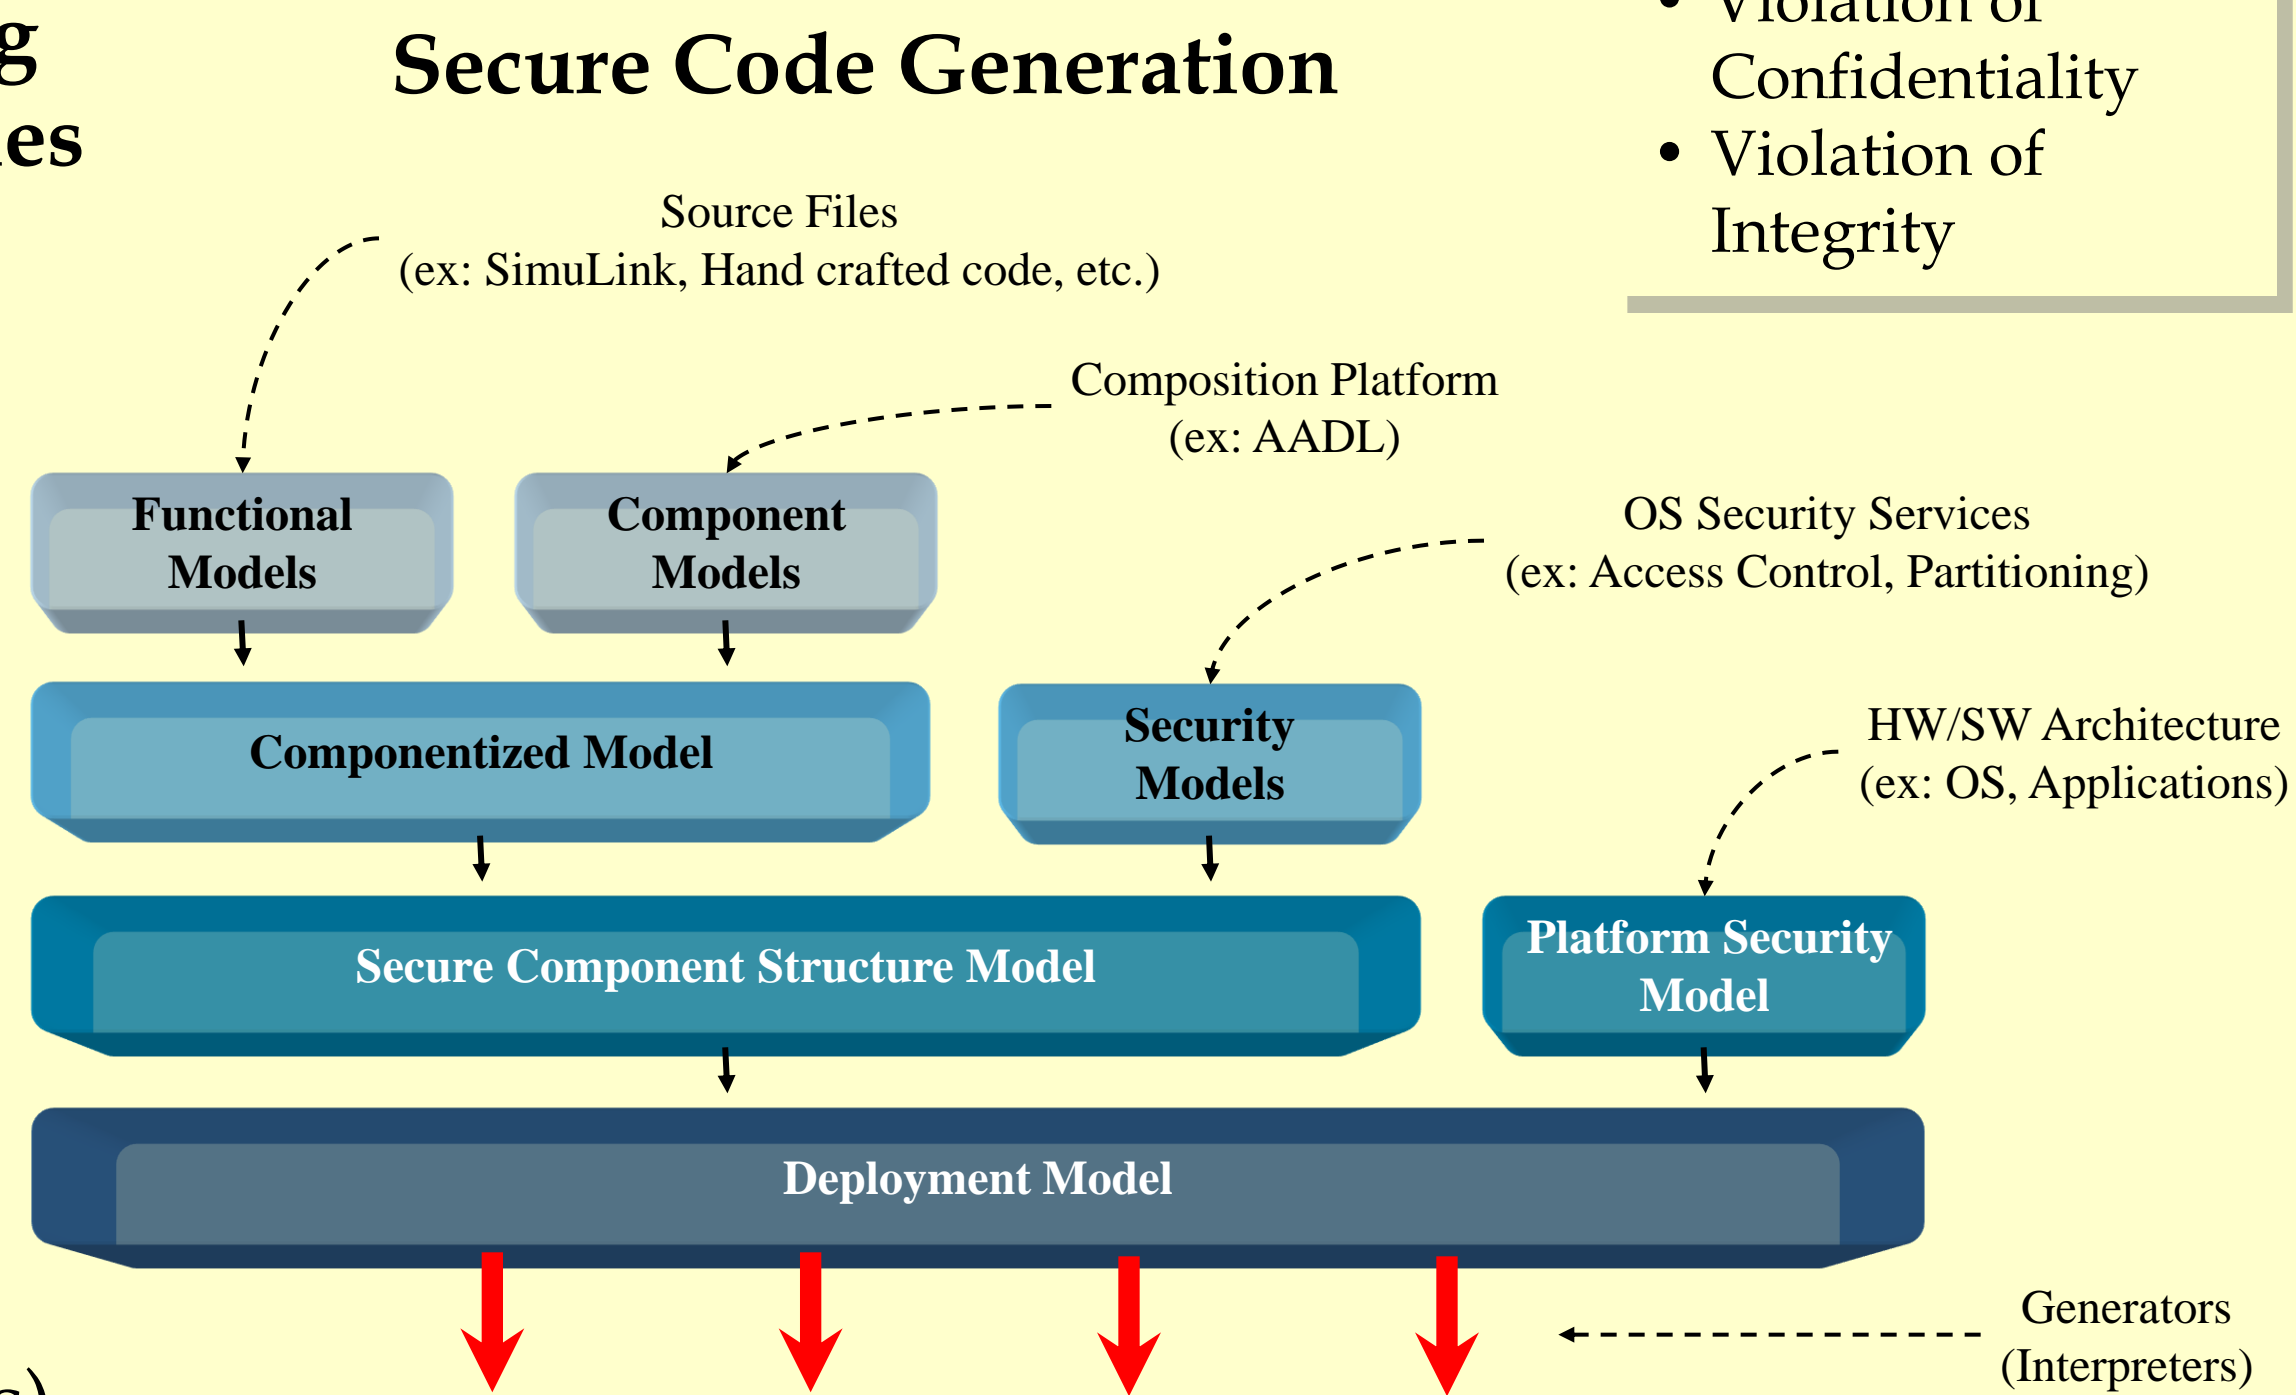 Secure Code Generation
Confidentiality
• Violation of
Integrity
Source Files
(ex: SimuLink, Hand crafted code, etc.)
Composition Platform
(ex: AADL)
Functional
Models
Component
Models
OS Security Services
(ex: Access Control, Partitioning)
Componentized Model
Security
Models
HW/SW Architecture
(ex: OS, Applications)
Secure Component Structure Model
Platform Security
Model
Deployment Model
Generators
(Interpreters)